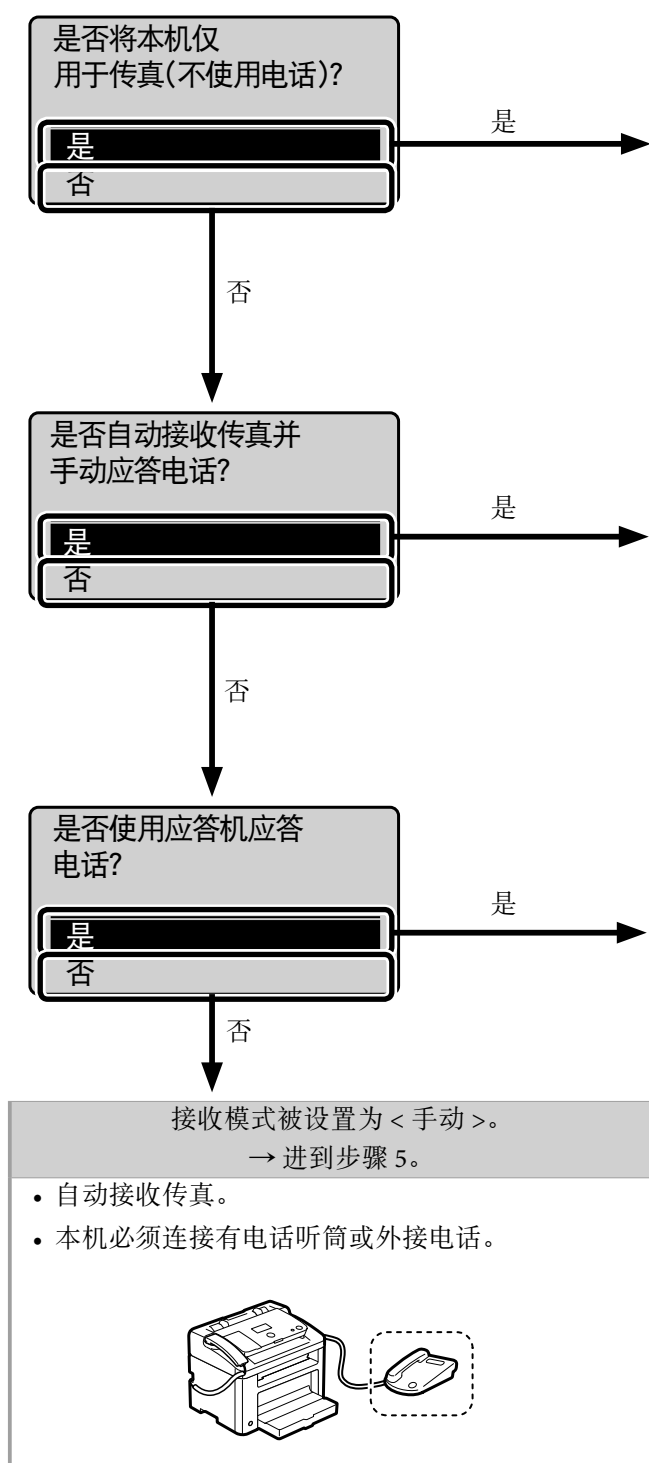 是否将本机仅
用于传真(不使用电话)?
是
是
否
否
是否自动接收传真并
手动应答电话?
是
是
否
否
是否使用应答机应答
电话?
是
是
否
否
接收模式被设置为 < 手动 >。
→ 进到步骤 5。
• 自动接收传真。
• 本机必须连接有电话听筒或外接电话。